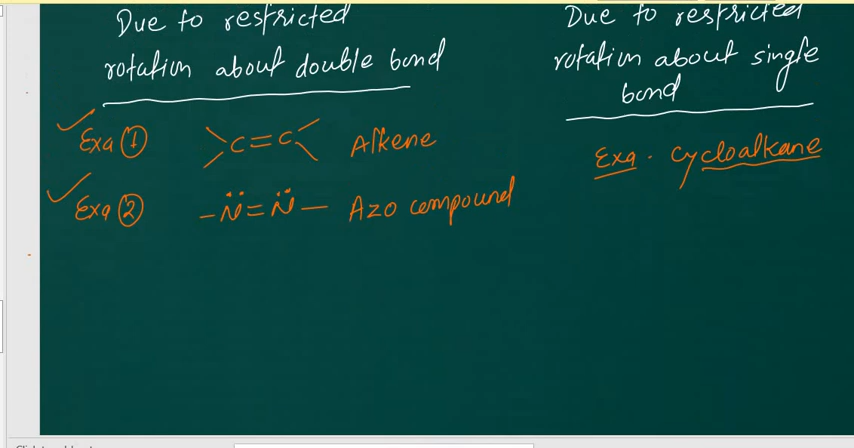 Due to restricted
rotation about double bond
Exa ① >C=C< Alkene
Exa ② -N̈=N̈- Azo compound
Due to restricted
rotation about single
bond
Exa. Cycloalkane